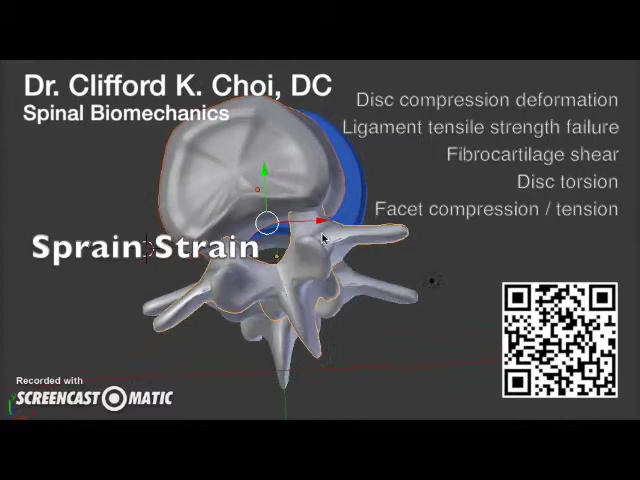 Dr. Clifford K. Choi, DC
Spinal Biomechanics
Disc compression deformation
Ligament tensile strength failure
Fibrocartilage shear
Disc torsion
Facet compression / tension
Sprain Strain
Recorded with
SCREENCAST O MATIC